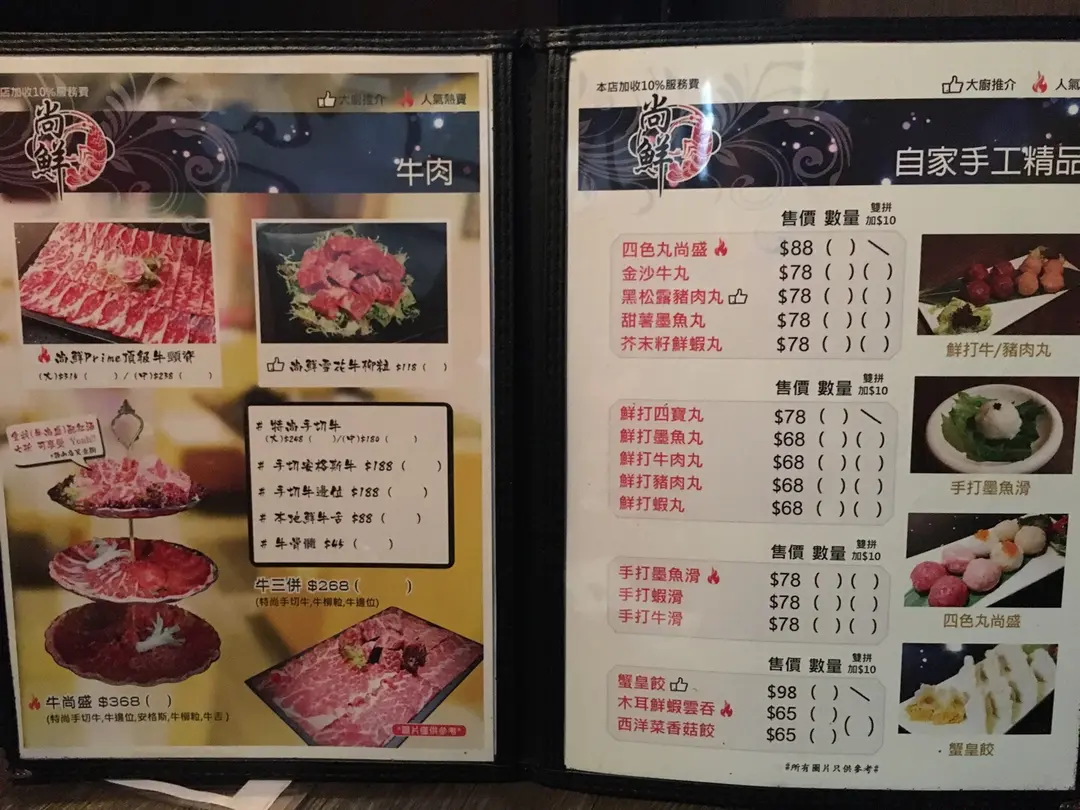 店加收10%服務費
大廚推介
人氣熱賣
尚鮮
牛肉
尚鮮Prime頂級牛頸脊
尚鮮雪花牛柳粒 $118 (   )
# 特尚手切牛
(大)$268 (   )/(中)$180 (   )
# 手切安格斯牛 $188 (   )
# 手切牛邊位 $188 (   )
# 本地鮮牛舌 $88 (   )
牛三併 $268 (   )
(特尚手切牛,牛柳粒,牛邊位)
牛尚盛 $368 (   )
(特尚手切牛,牛邊位,安格斯,牛柳粒,牛舌)
*圖片僅供參考*
本店加收10%服務費
大廚推介
人氣
尚鮮
自家手工精品
售價 數量 雙拼加$10
四色丸尚盛 $88 ( ) \
金沙牛丸 $78 ( ) ( )
黑松露豬肉丸 $78 ( ) ( )
甜薯墨魚丸 $78 ( ) ( )
芥末籽鮮蝦丸 $78 ( ) ( )
鮮打牛/豬肉丸
售價 數量 雙拼加$10
鮮打四寶丸 $78 ( ) \
鮮打墨魚丸 $68 ( ) ( )
鮮打牛肉丸 $68 ( ) ( )
鮮打豬肉丸 $68 ( ) ( )
鮮打蝦丸 $68 ( ) ( )
手打墨魚滑
售價 數量 雙拼加$10
手打墨魚滑 $78 ( ) ( )
手打蝦滑 $78 ( ) ( )
手打牛滑 $78 ( ) ( )
四色丸尚盛
售價 數量 雙拼加$10
蟹皇餃 $98 ( ) \
木耳鮮蝦雲吞 $65 ( )
西洋菜香菇餃 $65 ( ) ( )
蟹皇餃
#所有圖片只供參考#